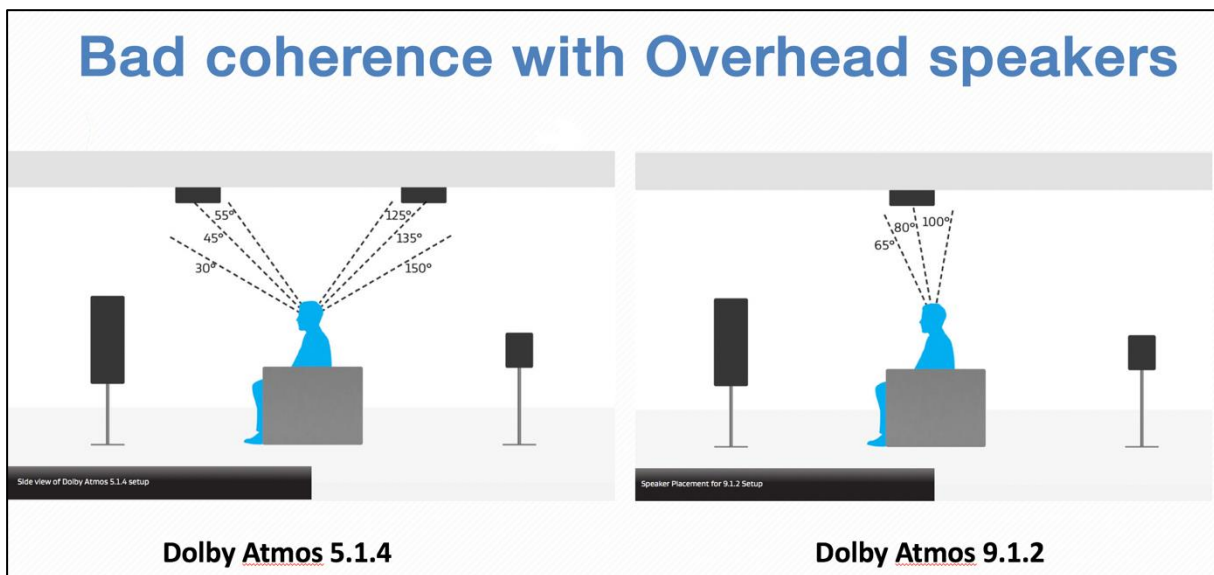 Bad coherence with Overhead speakers
55°
45°
30°
125°
135°
150°
Side view of Dolby Atmos 5.1.4 setup
Dolby Atmos 5.1.4
65°
80°
100°
Speaker Placement for 9.1.2 Setup
Dolby Atmos 9.1.2